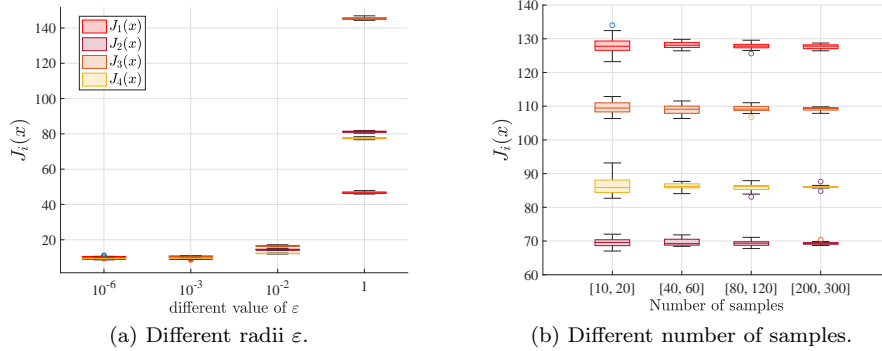 140
120
100
80
60
40
20
J_i(x)
J_1(x)
J_2(x)
J_3(x)
J_4(x)
10^-6 10^-3 10^-2 1
different value of ε
(a) Different radii ε.
140
130
120
110
100
90
80
70
60
J_i(x)
[10, 20] [40, 60] [80, 120] [200, 300]
Number of samples
(b) Different number of samples.